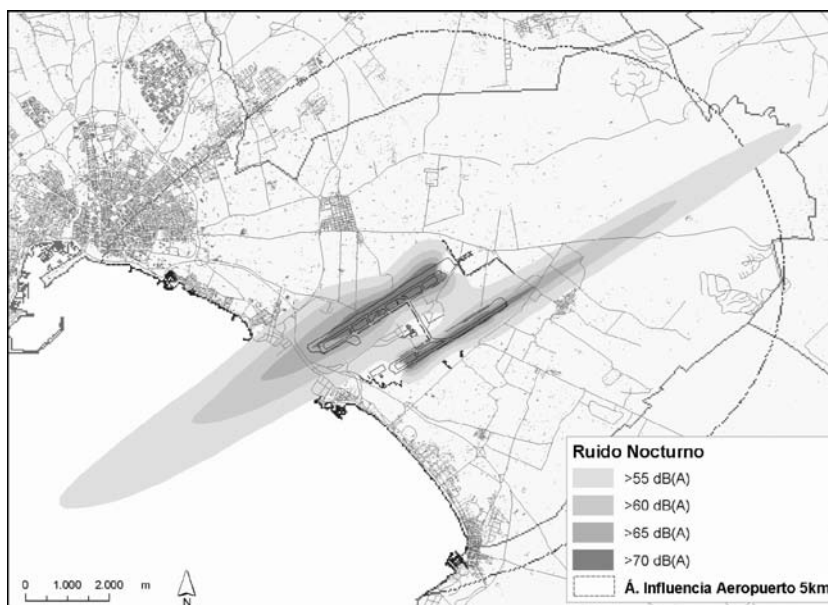 Ruido Nocturno
>55 dB(A)
>60 dB(A)
>65 dB(A)
>70 dB(A)
Á. Influencia Aeropuerto 5km
0 1.000 2.000 m
N